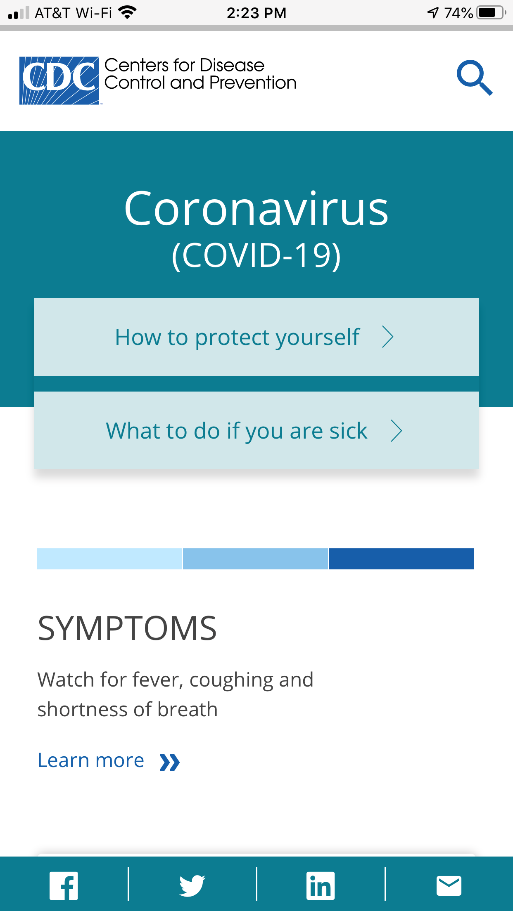 AT&T Wi-Fi 2:23 PM 74%
CDC
Centers for Disease
Control and Prevention
Coronavirus
(COVID-19)
How to protect yourself
What to do if you are sick
SYMPTOMS
Watch for fever, coughing and
shortness of breath
Learn more